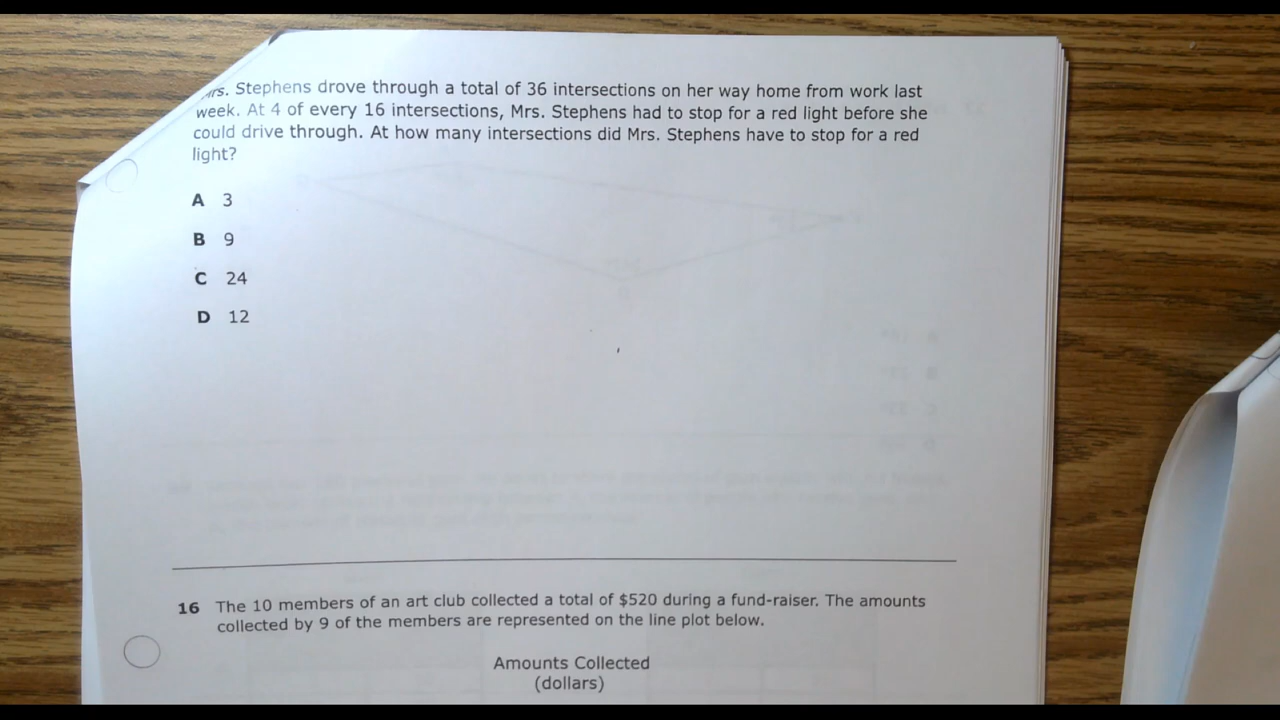 Stephens drove through a total of 36 intersections on her way home from work last
week. At 4 of every 16 intersections, Mrs. Stephens had to stop for a red light before she
could drive through. At how many intersections did Mrs. Stephens have to stop for a red
light?
A 3
B 9
C 24
D 12
16 The 10 members of an art club collected a total of $520 during a fund-raiser. The amounts
collected by 9 of the members are represented on the line plot below.
Amounts Collected
(dollars)